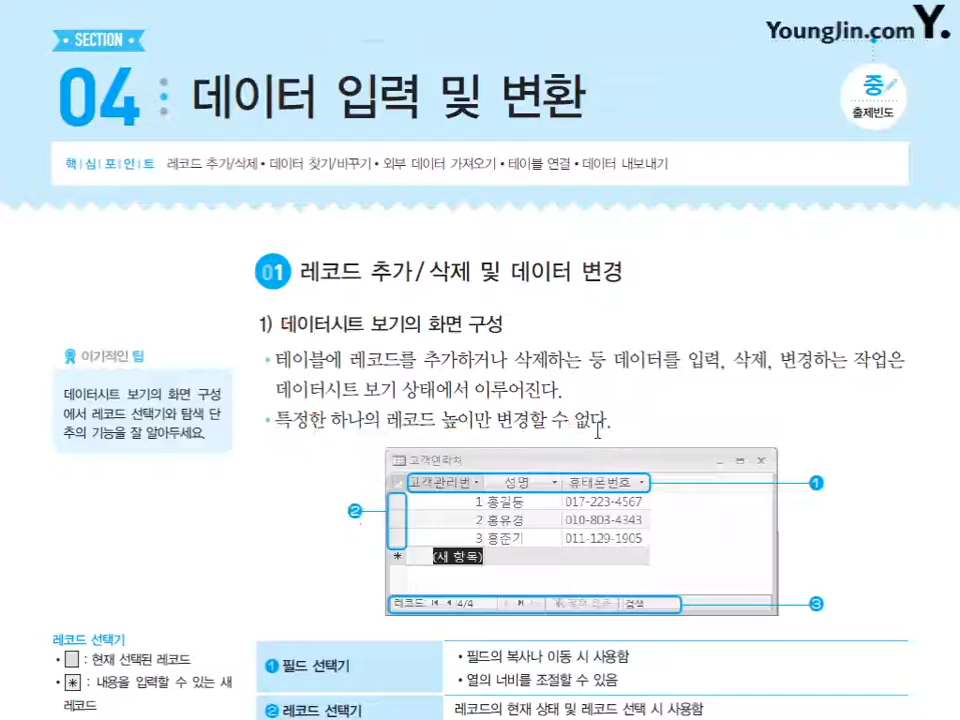 YoungJin.com Y.
SECTION
04 데이터 입력 및 변환
중
출제빈도
핵|심|포|인|트 레코드 추가/삭제 • 데이터 찾기/바꾸기 • 외부 데이터 가져오기 • 테이블 연결 • 데이터 내보내기
01 레코드 추가/삭제 및 데이터 변경
1) 데이터시트 보기의 화면 구성
이기적인 팁
데이터시트 보기의 화면 구성
에서 레코드 선택기와 탐색 단
추의 기능을 잘 알아두세요.
• 테이블에 레코드를 추가하거나 삭제하는 등 데이터를 입력, 삭제, 변경하는 작업은
데이터시트 보기 상태에서 이루어진다.
• 특정한 하나의 레코드 높이만 변경할 수 없다.
고객연락처
고객관리번 성명 휴대폰번호
1 홍길동 017-223-4567
2 홍유경 010-803-4343
3 홍준기 011-129-1905
* (새 항목)
레코드: 4/4 검색
1
2
3
레코드 선택기
• : 현재 선택된 레코드
• * : 내용을 입력할 수 있는 새
레코드
1 필드 선택기
• 필드의 복사나 이동 시 사용함
• 열의 너비를 조절할 수 있음
2 레코드 선택기
레코드의 현재 상태 및 레코드 선택 시 사용함